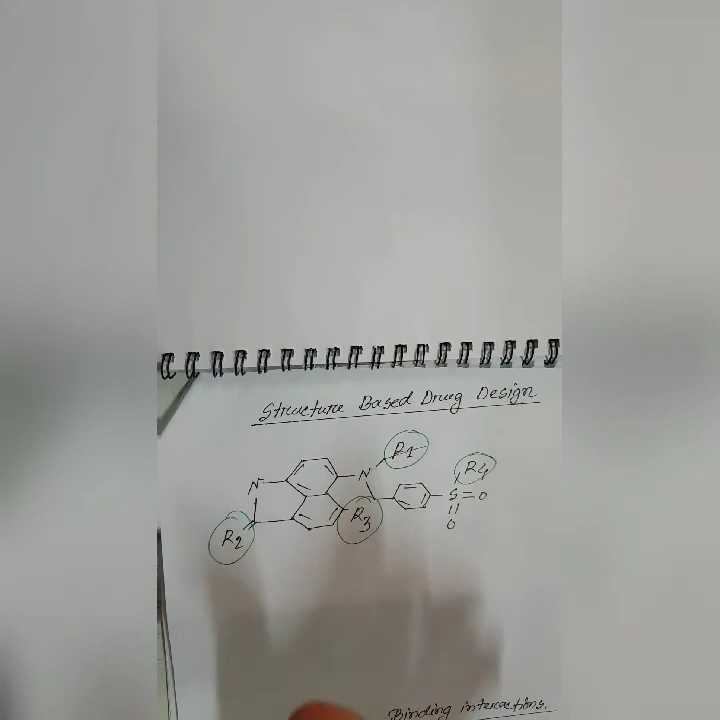 Structure Based Drug Design
R1
R4
N
N
S=O
R3
O
R2
Binding interactions.